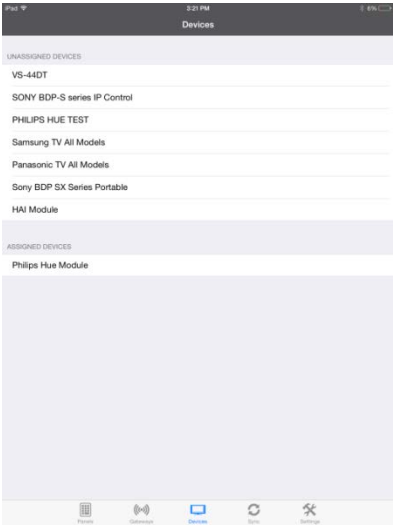 iPad 3:21 PM 6%
Devices
UNASSIGNED DEVICES
VS-44DT
SONY BDP-S series IP Control
PHILIPS HUE TEST
Samsung TV All Models
Panasonic TV All Models
Sony BDP SX Series Portable
HAI Module
ASSIGNED DEVICES
Philips Hue Module
Panels Gateways Devices Sync Settings